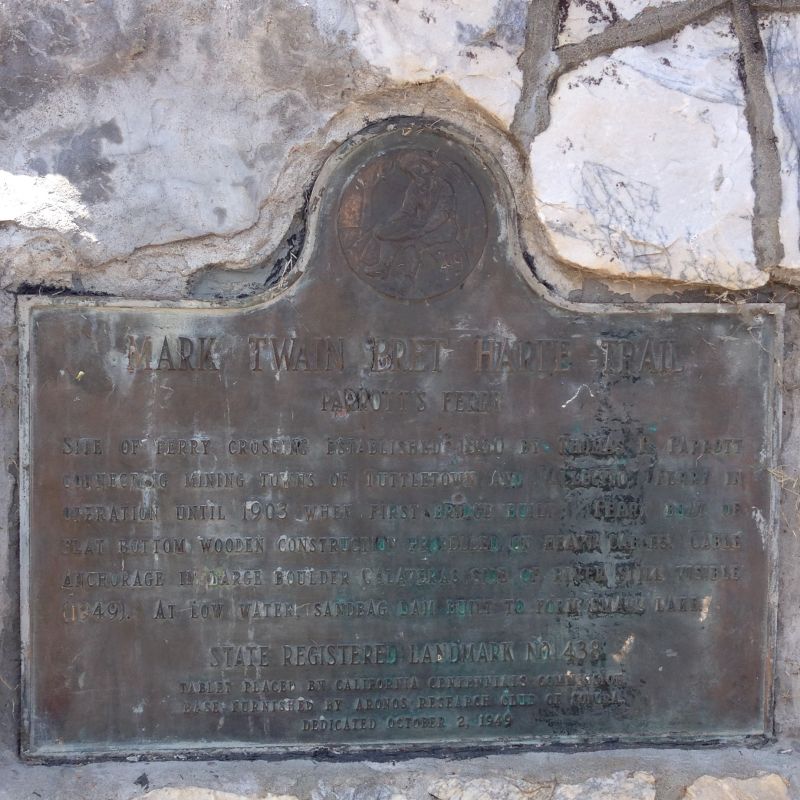 MARK TWAIN BRET HARTE TRAIL
PARROTT'S FERRY
SITE OF FERRY CROSSING ESTABLISHED 1860 BY THOMAS H. PARROTT
CONNECTING MINING TOWNS OF TUTTLETOWN AND VALLECITO. FERRY IN
OPERATION UNTIL 1903 WHEN FIRST BRIDGE BUILT. FERRY BOAT OF
FLAT BOTTOM WOODEN CONSTRUCTION PROPELLED ON HEAVY CABLES. CABLE
ANCHORAGE IN LARGE BOULDER CALAVERAS SIDE OF RIVER STILL VISIBLE
(1949). AT LOW WATER, SANDBAG DAM BUILT TO FORM SMALL LAKE.
STATE REGISTERED LANDMARK NO. 438
TABLET PLACED BY CALIFORNIA CENTENNIALS COMMISSION
BASE FURNISHED BY ARONOS RESEARCH CLUB OF SONORA
DEDICATED OCTOBER 2, 1949